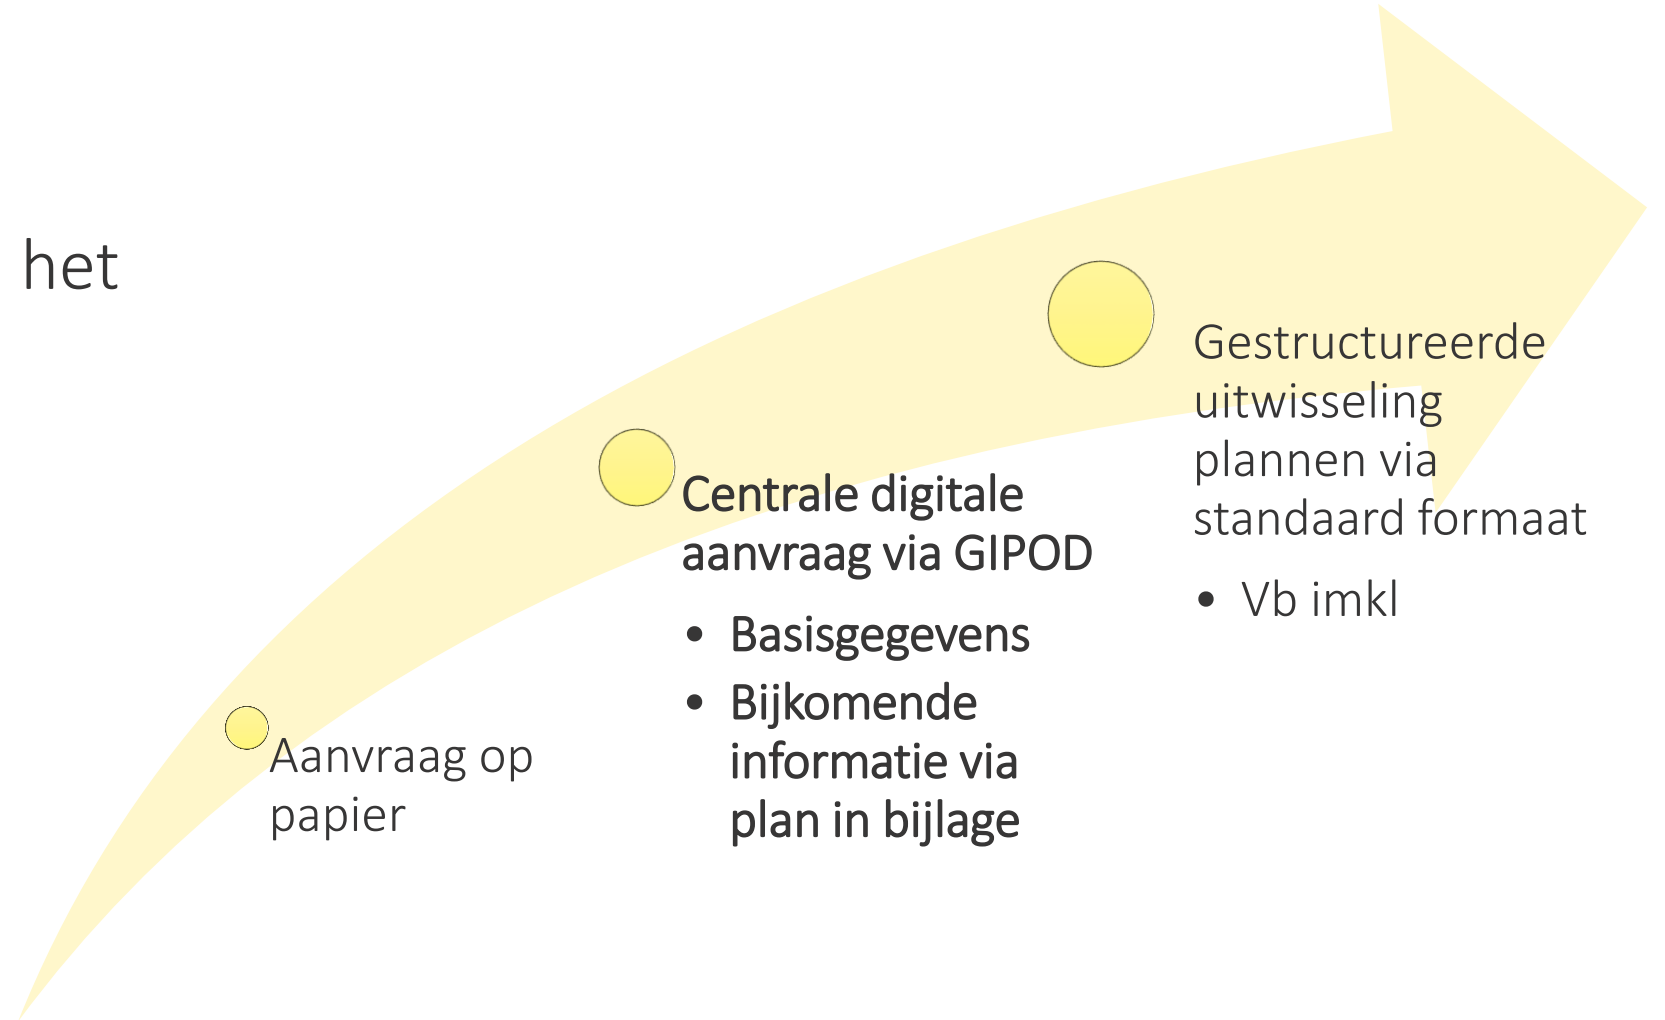 het
Aanvraag op
papier
Centrale digitale
aanvraag via GIPOD
• Basisgegevens
• Bijkomende
informatie via
plan in bijlage
Gestructureerde
uitwisseling
plannen via
standaard formaat
• Vb imkl